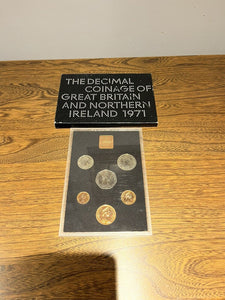 THE DECIMAL
COINAGE OF
GREAT BRITAIN
AND NORTHERN
IRELAND 1971